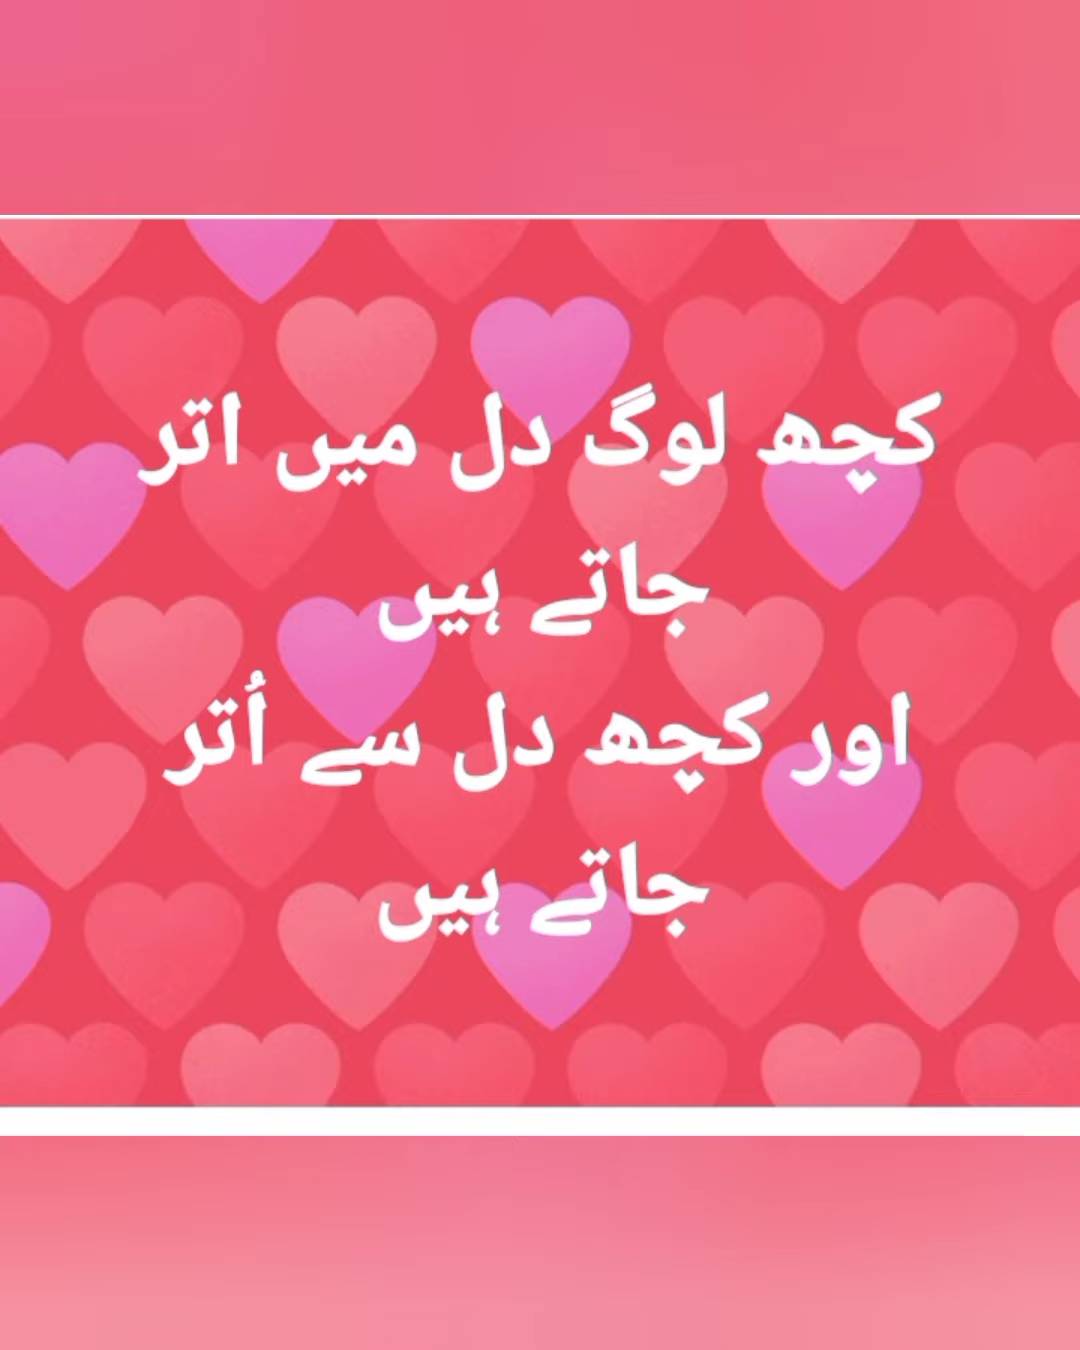 کچھ لوگ دل میں اتر
جاتے ہیں
اور کچھ دل سے اُتر
جاتے ہیں